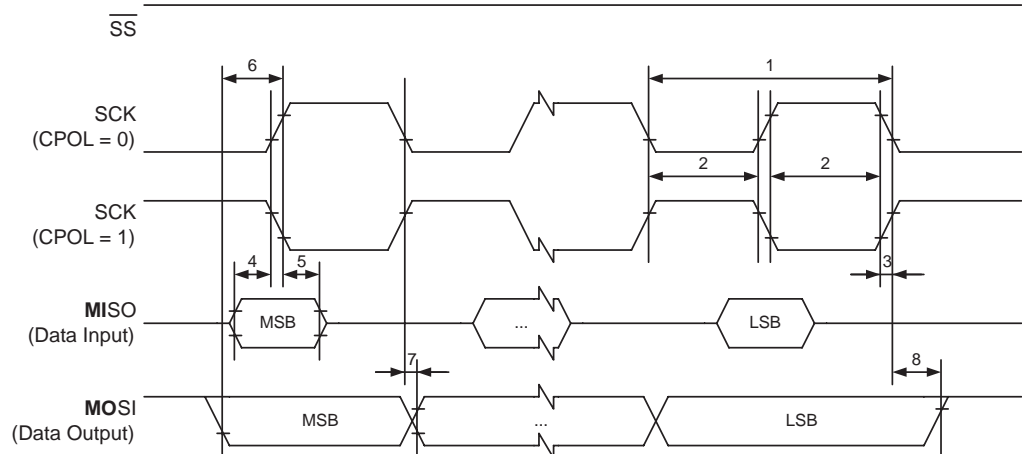 SS
6
1
SCK
(CPOL = 0)
2
2
SCK
(CPOL = 1)
4
5
3
MISO
(Data Input)
MSB
...
LSB
7
8
MOSI
(Data Output)
MSB
...
LSB